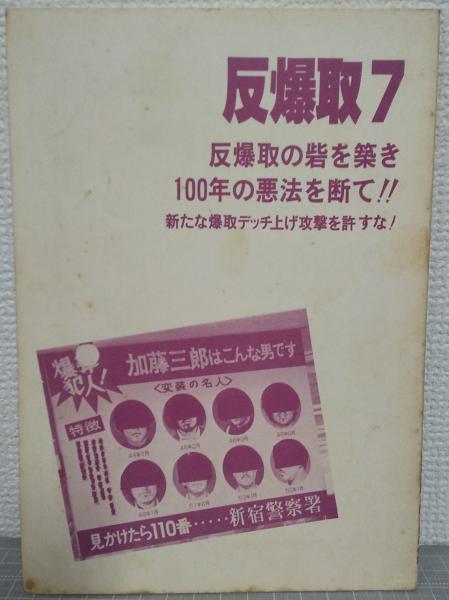 反爆取7
反爆取の砦を築き
100年の悪法を断て!!
新たな爆取デッチ上げ攻撃を許すな!
爆
犯人!
加藤三郎はこんな男です
〈変装の名人〉
特徴
見かけたら110番‥‥‥新宿警察署